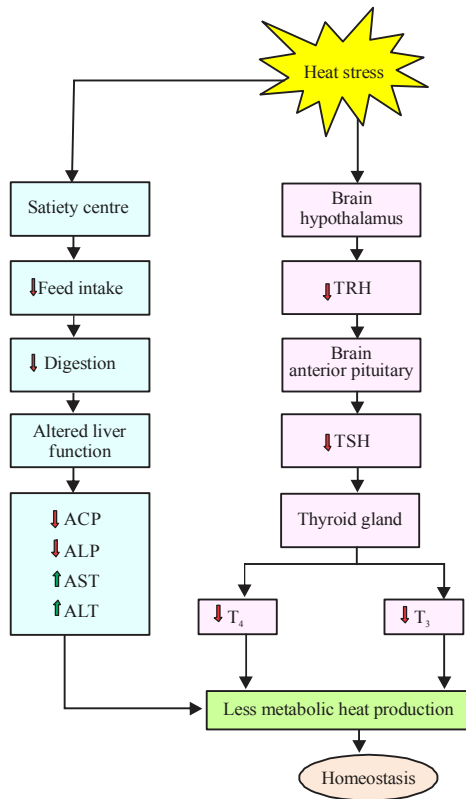 Heat stress
Satiety centre
Feed intake
Digestion
Altered liver
function
ACP
ALP
AST
ALT
Brain
hypothalamus
TRH
Brain
anterior pituitary
TSH
Thyroid gland
T₄
T₃
Less metabolic heat production
Homeostasis